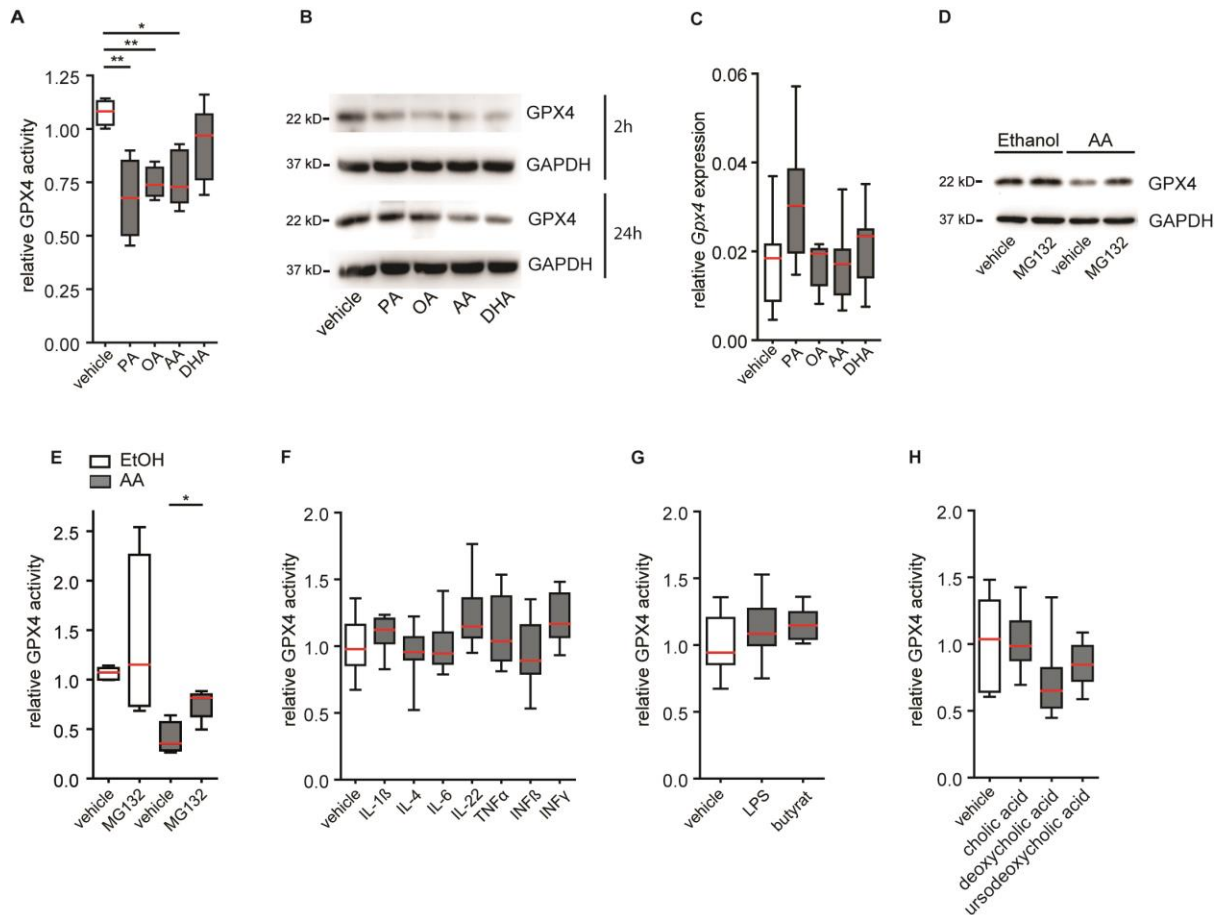 A
*
**
**
relative GPX4 activity
1.25
1.00
0.75
0.50
0.25
0.00
vehicle
PA
OA
AA
DHA
B
22 kD
GPX4
2h
37 kD
GAPDH
22 kD
GPX4
24h
37 kD
GAPDH
vehicle
PA
OA
AA
DHA
C
relative Gpx4 expression
0.06
0.04
0.02
0.00
vehicle
PA
OA
AA
DHA
D
Ethanol AA
22 kD
GPX4
37 kD
GAPDH
vehicle
MG132
vehicle
MG132
E
EtOH
AA
*
relative GPX4 activity
2.5
2.0
1.5
1.0
0.5
0.0
vehicle
MG132
vehicle
MG132
F
relative GPX4 activity
2.0
1.5
1.0
0.5
0.0
vehicle
IL-1ß
IL-4
IL-6
IL-22
TNFα
INFß
INFγ
G
relative GPX4 activity
2.0
1.5
1.0
0.5
0.0
vehicle
LPS
butyrat
H
relative GPX4 activity
2.0
1.5
1.0
0.5
0.0
vehicle
cholic acid
deoxycholic acid
ursodeoxycholic acid